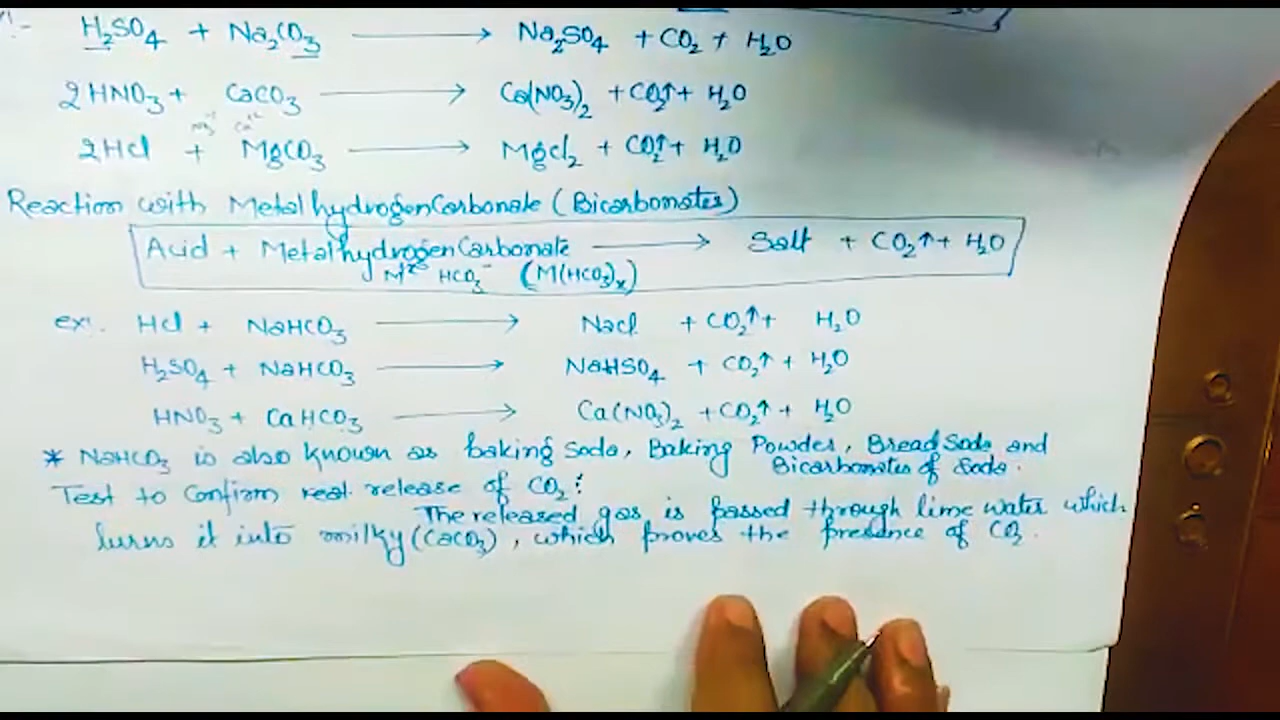 H₂SO₄ + Na₂CO₃ ⟶ Na₂SO₄ + CO₂ + H₂O
2HNO₃ + CaCO₃ ⟶ Ca(NO₃)₂ + CO₂↑ + H₂O
2HCl + MgCO₃ ⟶ MgCl₂ + CO₂↑ + H₂O
Reaction with Metalhydrogen Carbonate (Bicarbonates)
Acid + Metalhydrogen Carbonate ⟶ Salt + CO₂↑ + H₂O
HCO₃⁻ (M(HCO₃)ₓ)
ex:. HCl + NaHCO₃ ⟶ NaCl + CO₂↑ + H₂O
H₂SO₄ + NaHCO₃ ⟶ NaHSO₄ + CO₂↑ + H₂O
HNO₃ + CaHCO₃ ⟶ Ca(NO₃)₂ + CO₂↑ + H₂O
* NaHCO₃ is also known as baking Soda, Baking Powder, Bread Soda and
Bicarbonates of Soda.
Test to Confirm real release of CO₂:
The released gas is passed through lime water which
turns it into milky (CaCO₃), which proves the presence of CO₂.